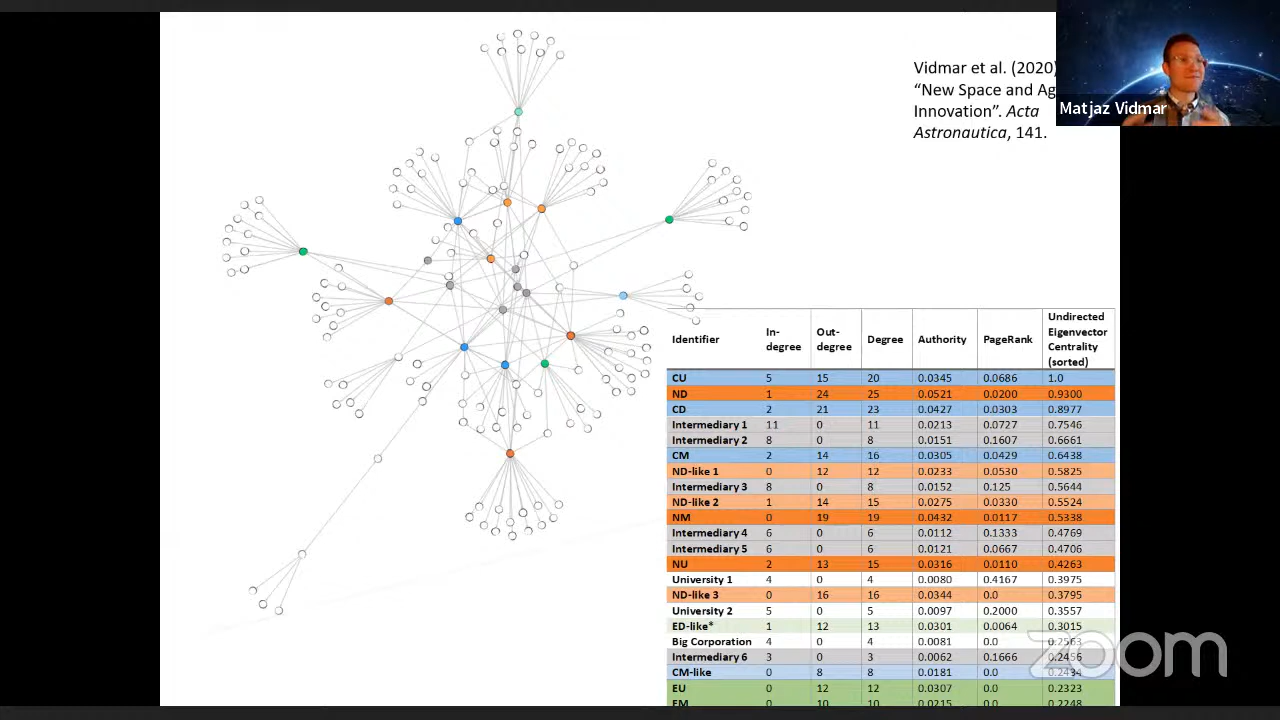 Vidmar et al. (2020)
“New Space and Ag
Innovation”. Acta
Astronautica, 141.
Matjaz Vidmar
Identifier In-degree Out-degree Degree Authority PageRank Undirected Eigenvector Centrality (sorted)
CU 5 15 20 0.0345 0.0686 1.0
ND 1 24 25 0.0521 0.0200 0.9300
CD 2 21 23 0.0427 0.0303 0.8977
Intermediary 1 11 0 11 0.0213 0.0727 0.7546
Intermediary 2 8 0 8 0.0151 0.1607 0.6661
CM 2 14 16 0.0305 0.0429 0.6438
ND-like 1 0 12 12 0.0233 0.0530 0.5825
Intermediary 3 8 0 8 0.0152 0.125 0.5644
ND-like 2 1 14 15 0.0275 0.0330 0.5524
NM 0 19 19 0.0432 0.0117 0.5338
Intermediary 4 6 0 6 0.0112 0.1333 0.4769
Intermediary 5 6 0 6 0.0121 0.0667 0.4706
NU 2 13 15 0.0316 0.0110 0.4263
University 1 4 0 4 0.0080 0.4167 0.3975
ND-like 3 0 16 16 0.0344 0.0 0.3795
University 2 5 0 5 0.0097 0.2000 0.3557
ED-like* 1 12 13 0.0301 0.0064 0.3015
Big Corporation 4 0 4 0.0081 0.0
Intermediary 6 3 0 3 0.0062 0.1666 0.2456
CM-like 0 8 8 0.0181 0.0 0.2434
EU 0 12 12 0.0307 0.0 0.2323
0 10 10 0.0215 0.0 0.2248
zoom